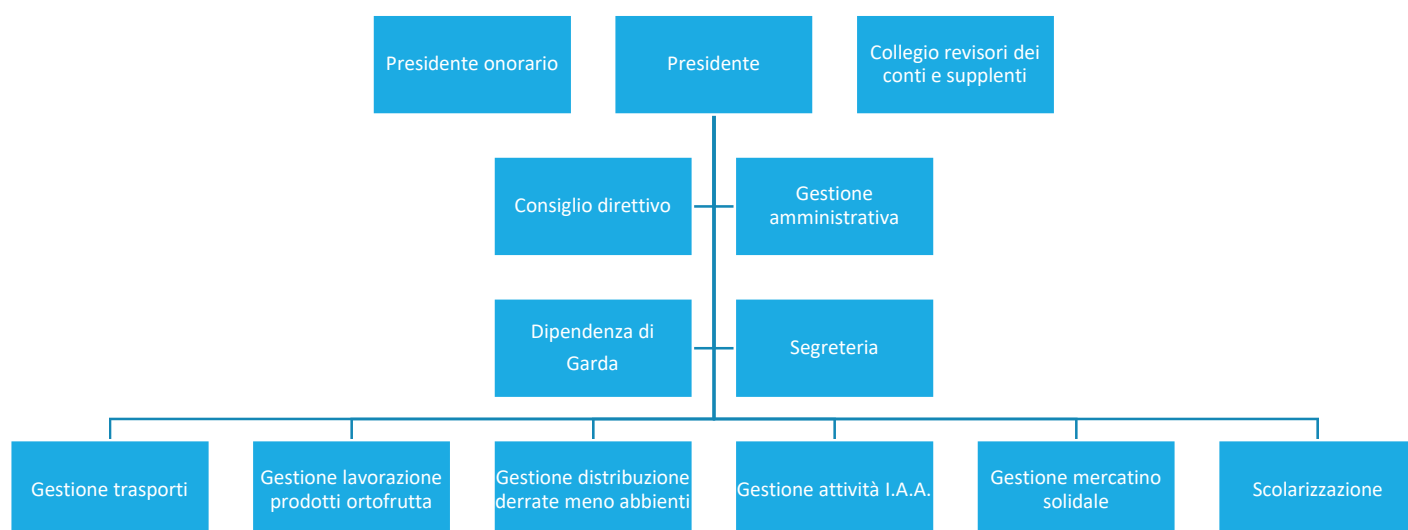 Presidente onorario
Presidente
Collegio revisori dei
conti e supplenti
Consiglio direttivo
Gestione
amministrativa
Dipendenza di
Garda
Segreteria
Gestione trasporti
Gestione lavorazione
prodotti ortofrutta
Gestione distribuzione
derrate meno abbienti
Gestione attività I.A.A.
Gestione mercatino
solidale
Scolarizzazione